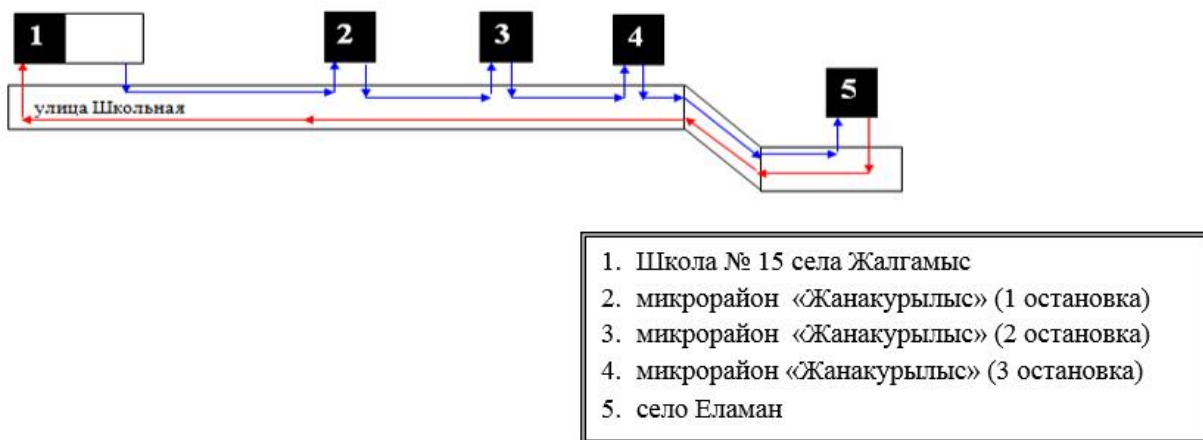 1
2
3
4
5
улица Школьная
1. Школа № 15 села Жалгамыс
2. микрорайон «Жанакурылыс» (1 остановка)
3. микрорайон «Жанакурылыс» (2 остановка)
4. микрорайон «Жанакурылыс» (3 остановка)
5. село Еламан